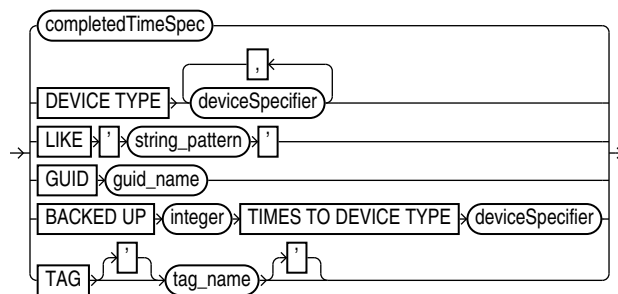 completedTimeSpec
,
DEVICE TYPE deviceSpecifier
LIKE ' string_pattern '
GUID guid_name
BACKED UP integer TIMES TO DEVICE TYPE deviceSpecifier
' '
TAG tag_name